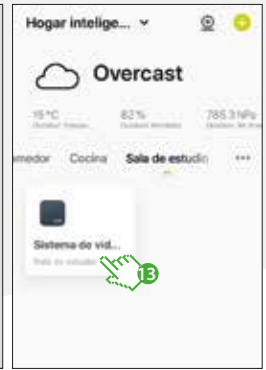 Hogar intelige...
Overcast
15°C 82% 785.3 hPa
medor Cocina Sala de estudio ...
Sistema de vid...
Sala de estudio
13